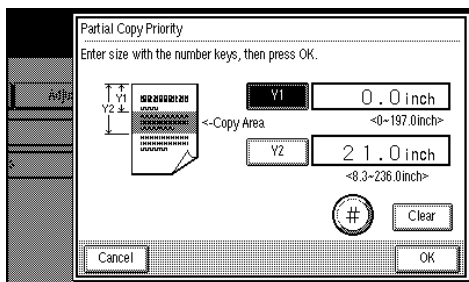 Partial Copy Priority
Enter size with the number keys, then press OK.
Adju
Y1
Y2
<-Copy Area
Y1
0.0inch
<0~197.0inch>
Y2
21.0inch
<8.3~236.0inch>
#
Clear
Cancel
OK